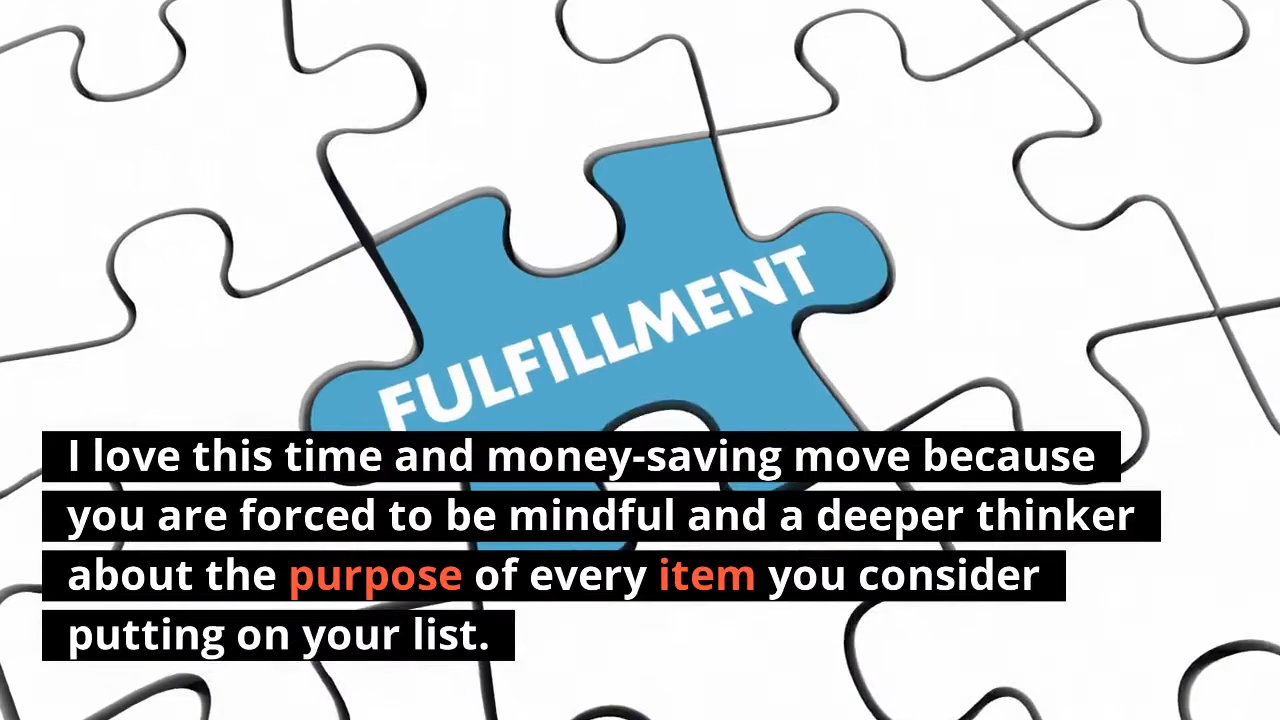 FULFILLMENT
I love this time and money-saving move because
you are forced to be mindful and a deeper thinker
about the purpose of every item you consider
putting on your list.